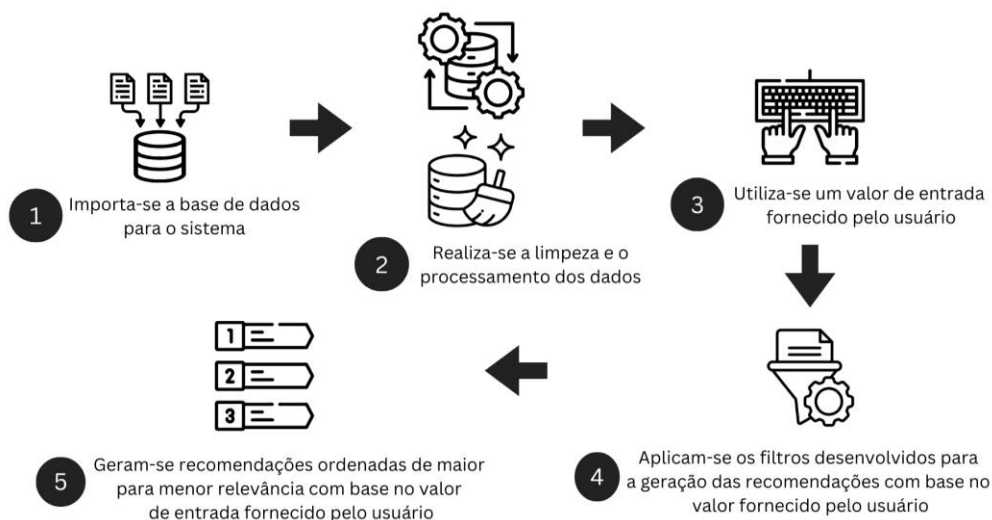 1
Importa-se a base de dados
para o sistema
2
Realiza-se a limpeza e o
processamento dos dados
3
Utiliza-se um valor de entrada
fornecido pelo usuário
4
Aplicam-se os filtros desenvolvidos para
a geração das recomendações com base no
valor fornecido pelo usuário
1
2
3
5
Geram-se recomendações ordenadas de maior
para menor relevância com base no valor
de entrada fornecido pelo usuário